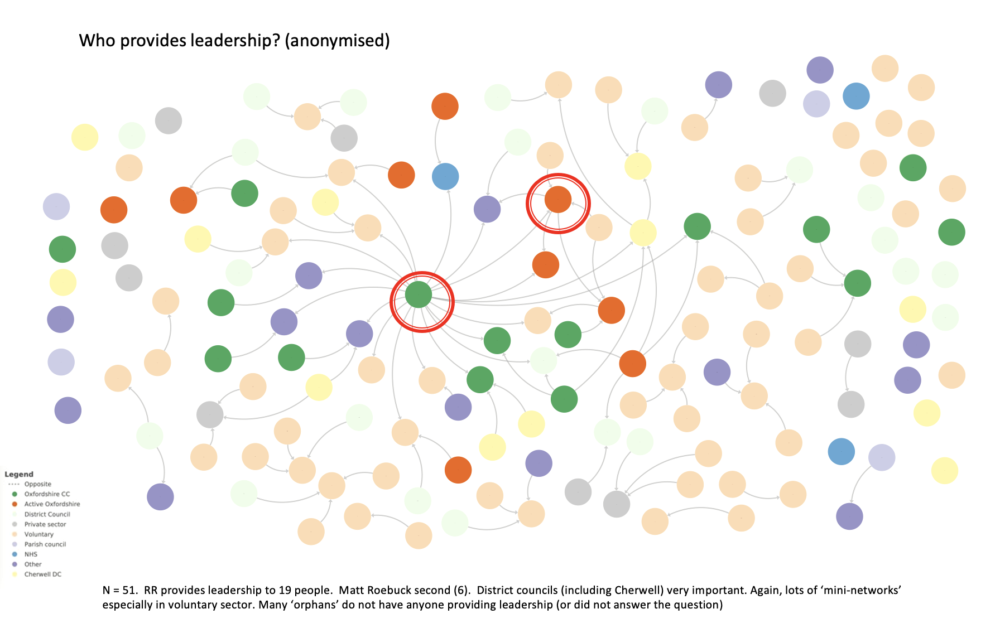 Who provides leadership? (anonymised)
Legend
Opposite
Oxfordshire CC
Active Oxfordshire
District Council
Private sector
Voluntary
Parish council
NHS
Other
Cherwell DC
N = 51.  RR provides leadership to 19 people.  Matt Roebuck second (6).  District councils (including Cherwell) very important. Again, lots of ‘mini-networks’
especially in voluntary sector. Many ‘orphans’ do not have anyone providing leadership (or did not answer the question)